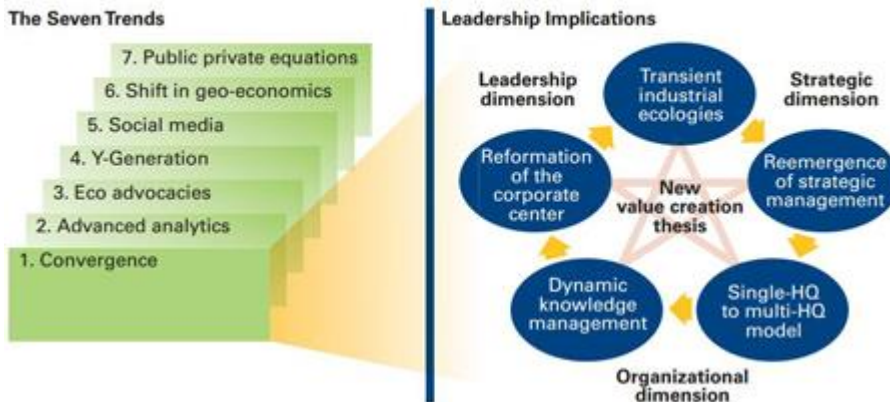 The Seven Trends
7. Public private equations
6. Shift in geo-economics
5. Social media
4. Y-Generation
3. Eco advocacies
2. Advanced analytics
1. Convergence
Leadership Implications
Leadership
dimension
Transient
industrial
ecologies
Strategic
dimension
Reformation
of the
corporate
center
New
value creation
thesis
Reemergence
of strategic
management
Dynamic
knowledge
management
Single-HQ
to multi-HQ
model
Organizational
dimension